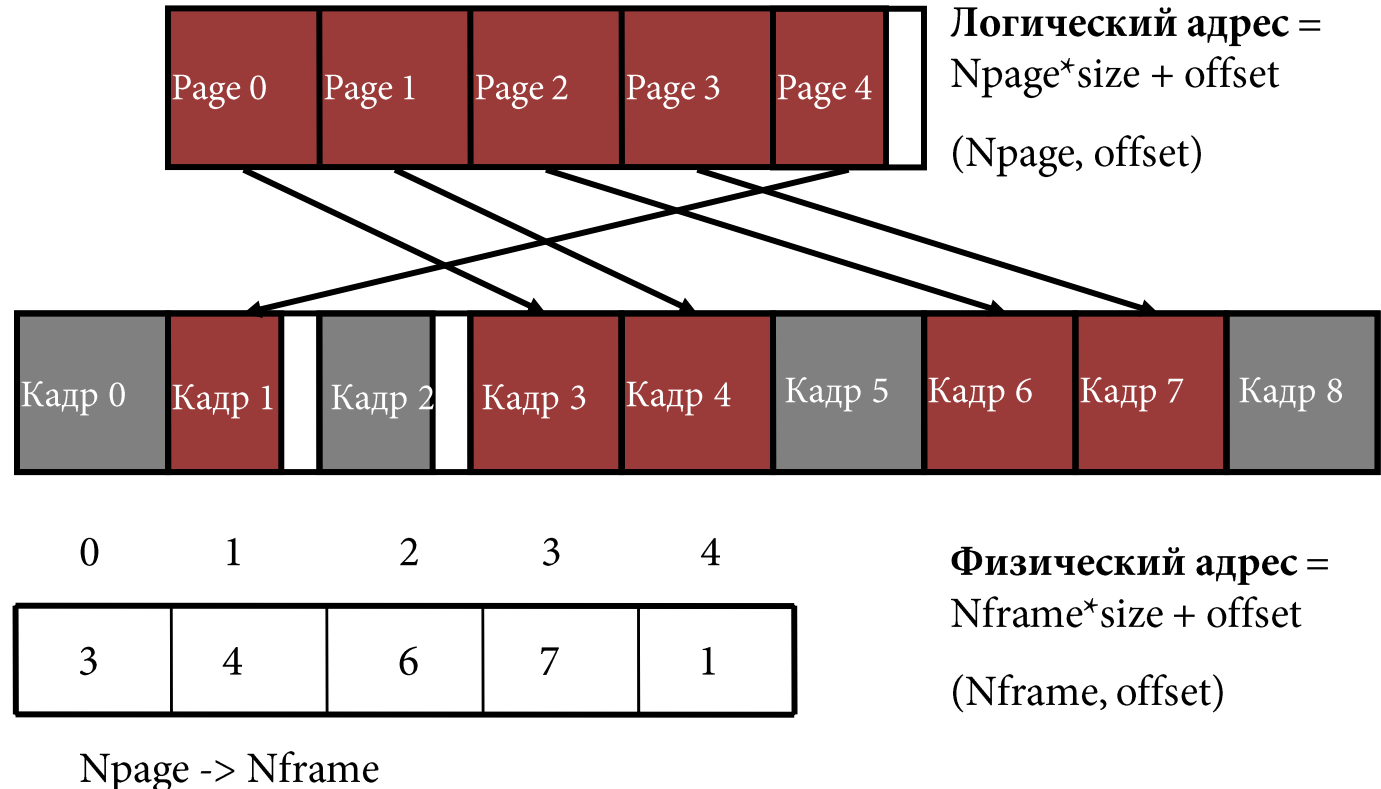 Page 0 Page 1 Page 2 Page 3 Page 4
Логический адрес =
Npage*size + offset
(Npage, offset)
Кадр 0 Кадр 1 Кадр 2 Кадр 3 Кадр 4 Кадр 5 Кадр 6 Кадр 7 Кадр 8
0 1 2 3 4
3 4 6 7 1
Npage -> Nframe
Физический адрес =
Nframe*size + offset
(Nframe, offset)